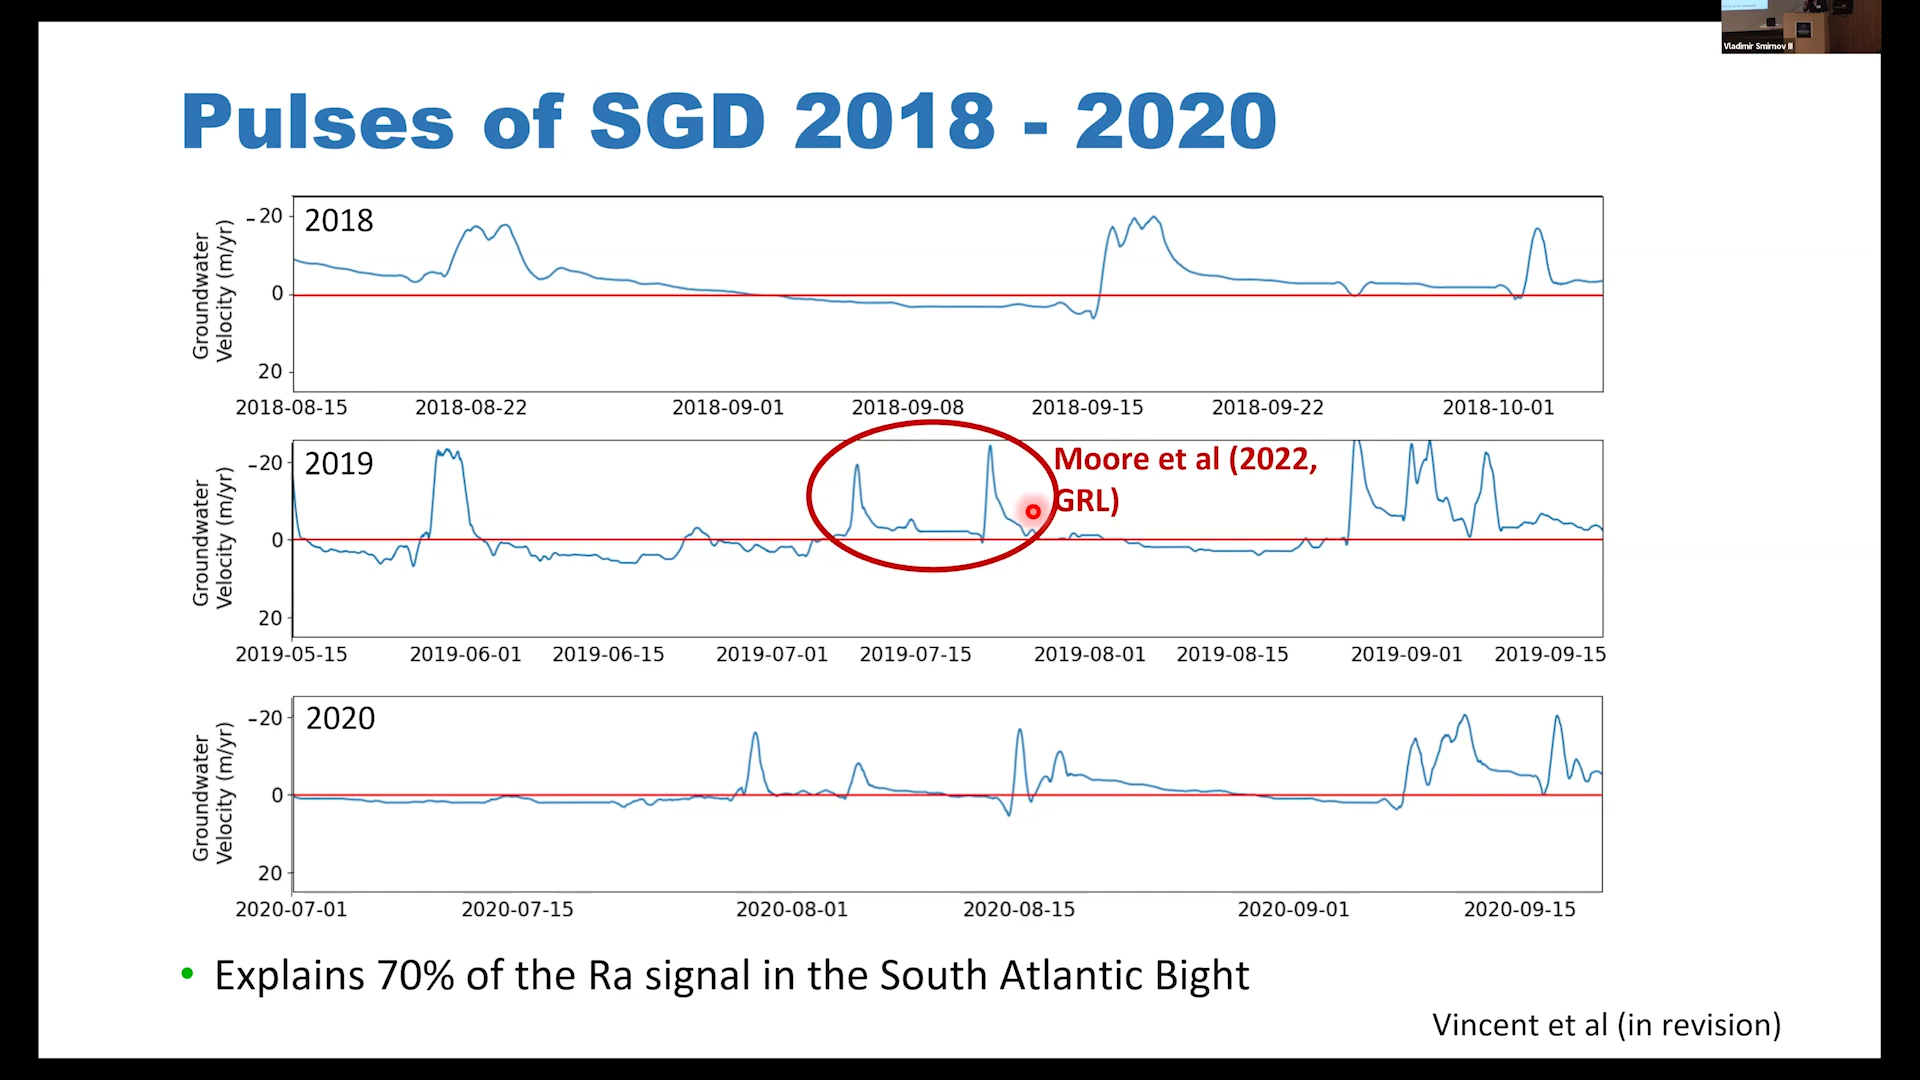 Vladimir Smirnov II
Pulses of SGD 2018 - 2020
Groundwater
Velocity (m/yr)
-20
0
20
2018
2018-08-15 2018-08-22 2018-09-01 2018-09-08 2018-09-15 2018-09-22 2018-10-01
Groundwater
Velocity (m/yr)
-20
0
20
2019
Moore et al (2022,
GRL)
2019-05-15 2019-06-01 2019-06-15 2019-07-01 2019-07-15 2019-08-01 2019-08-15 2019-09-01 2019-09-15
Groundwater
Velocity (m/yr)
-20
0
20
2020
2020-07-01 2020-07-15 2020-08-01 2020-08-15 2020-09-01 2020-09-15
• Explains 70% of the Ra signal in the South Atlantic Bight
Vincent et al (in revision)